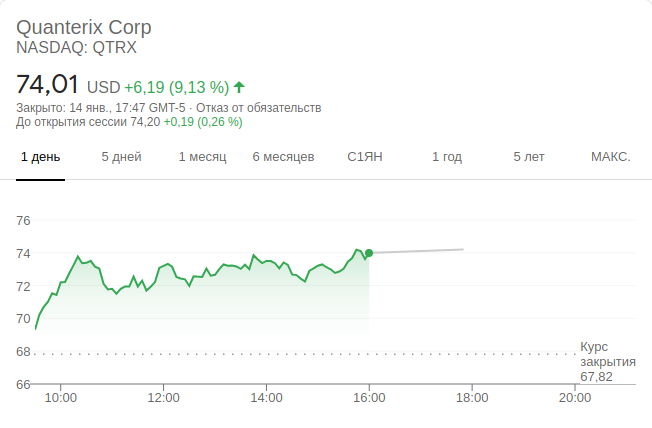 Quanterix Corp
NASDAQ: QTRX
74,01 USD +6,19 (9,13 %)
Закрыто: 14 янв., 17:47 GMT-5 · Отказ от обязательств
До открытия сессии 74,20 +0,19 (0,26 %)
1 день 5 дней 1 месяц 6 месяцев С1ЯН 1 год 5 лет МАКС.
76
74
72
70
68
66
Курс
закрытия
67,82
10:00 12:00 14:00 16:00 18:00 20:00